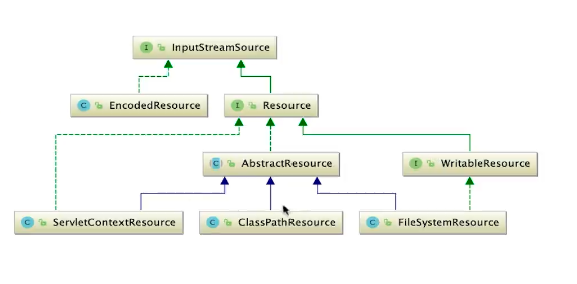 I InputStreamSource
C EncodedResource
I Resource
C AbstractResource
I WritableResource
C ServletContextResource
C ClassPathResource
C FileSystemResource